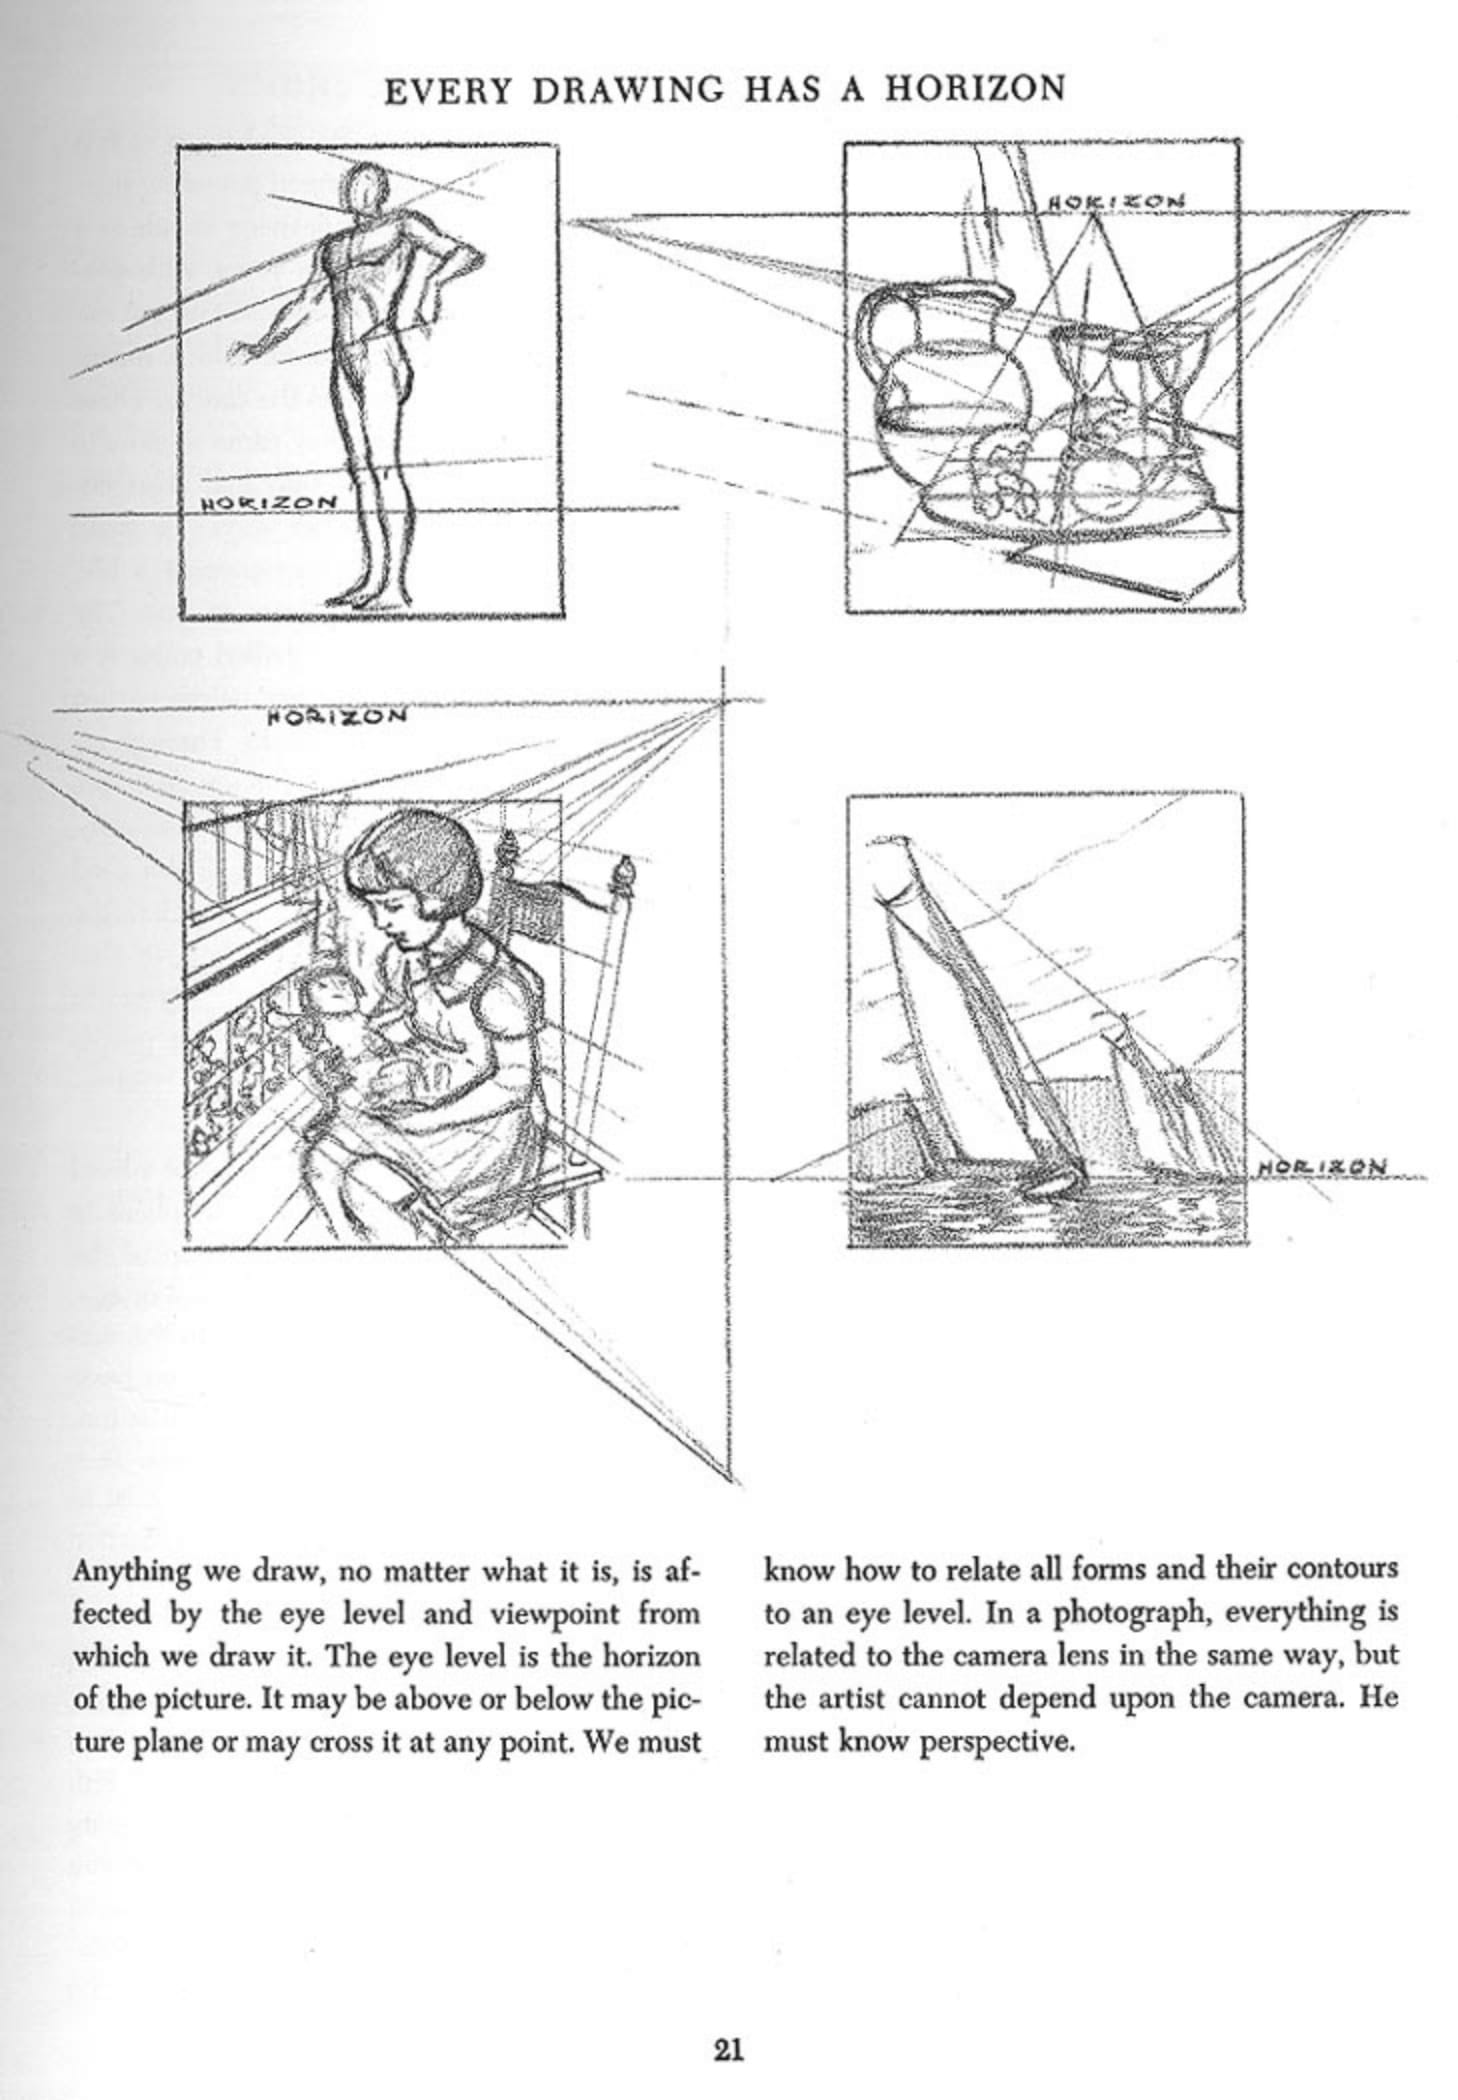 EVERY DRAWING HAS A HORIZON
HORIZON
HORIZON
HORIZON
HORIZON
Anything we draw, no matter what it is, is af-
fected by the eye level and viewpoint from
which we draw it. The eye level is the horizon
of the picture. It may be above or below the pic-
ture plane or may cross it at any point. We must
know how to relate all forms and their contours
to an eye level. In a photograph, everything is
related to the camera lens in the same way, but
the artist cannot depend upon the camera. He
must know perspective.
21